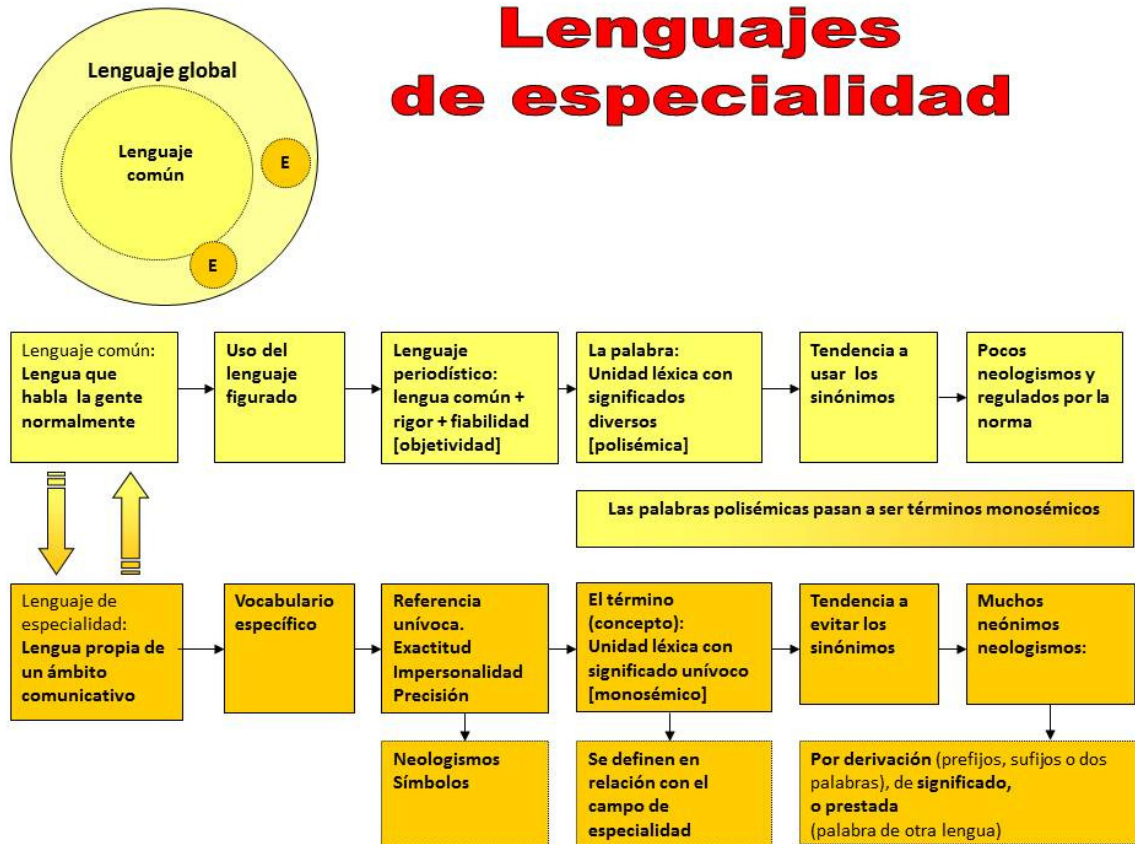 Lenguajes
de especialidad
Lenguaje global
Lenguaje
común
E
E
Lenguaje común:
Lengua que
habla la gente
normalmente
Uso del
lenguaje
figurado
Lenguaje
periodístico:
lengua común +
rigor + fiabilidad
[objetividad]
La palabra:
Unidad léxica con
significados
diversos
[polisémica]
Tendencia a
usar los
sinónimos
Pocos
neologismos y
regulados por la
norma
Las palabras polisémicas pasan a ser términos monosémicos
Lenguaje de
especialidad:
Lengua propia de
un ámbito
comunicativo
Vocabulario
específico
Referencia
unívoca.
Exactitud
Impersonalidad
Precisión
El término
(concepto):
Unidad léxica con
significado unívoco
[monosémico]
Tendencia a
evitar los
sinónimos
Muchos
neónimos
neologismos:
Neologismos
Símbolos
Se definen en
relación con el
campo de
especialidad
Por derivación (prefijos, sufijos o dos
palabras), de significado,
o prestada
(palabra de otra lengua)